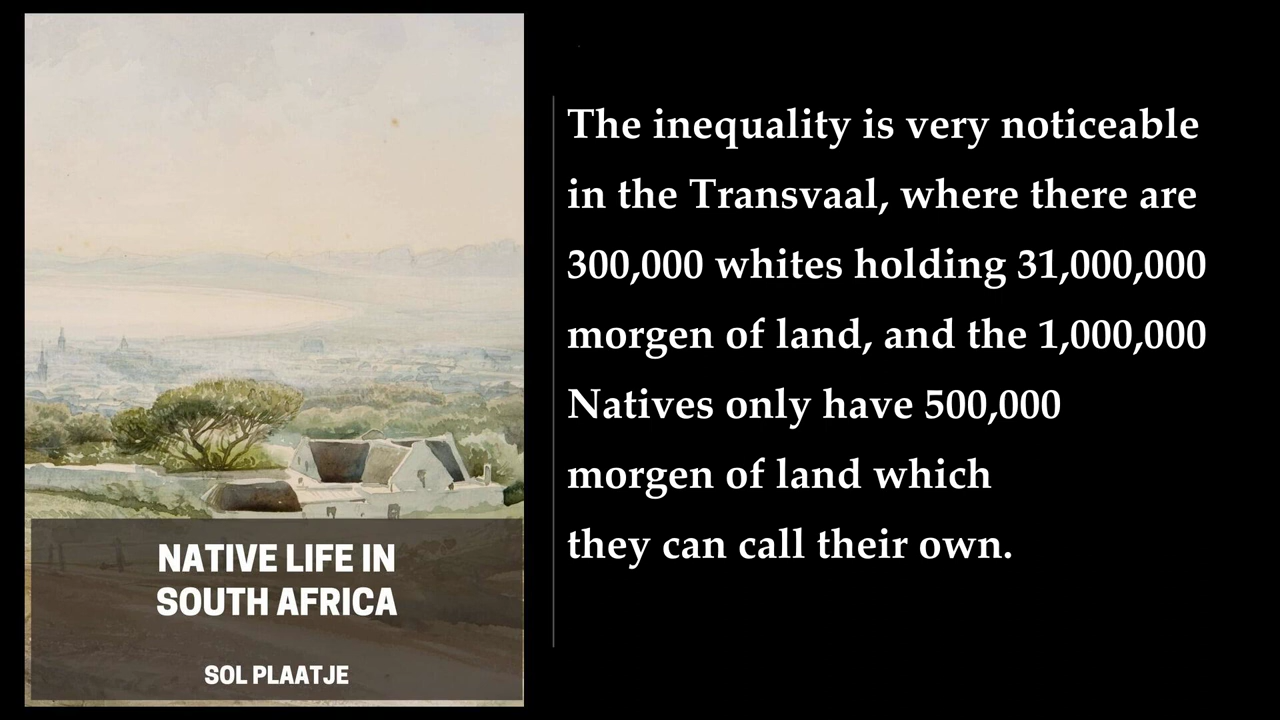 The inequality is very noticeable
in the Transvaal, where there are
300,000 whites holding 31,000,000
morgen of land, and the 1,000,000
Natives only have 500,000
morgen of land which
they can call their own.
NATIVE LIFE IN
SOUTH AFRICA
SOL PLAATJE